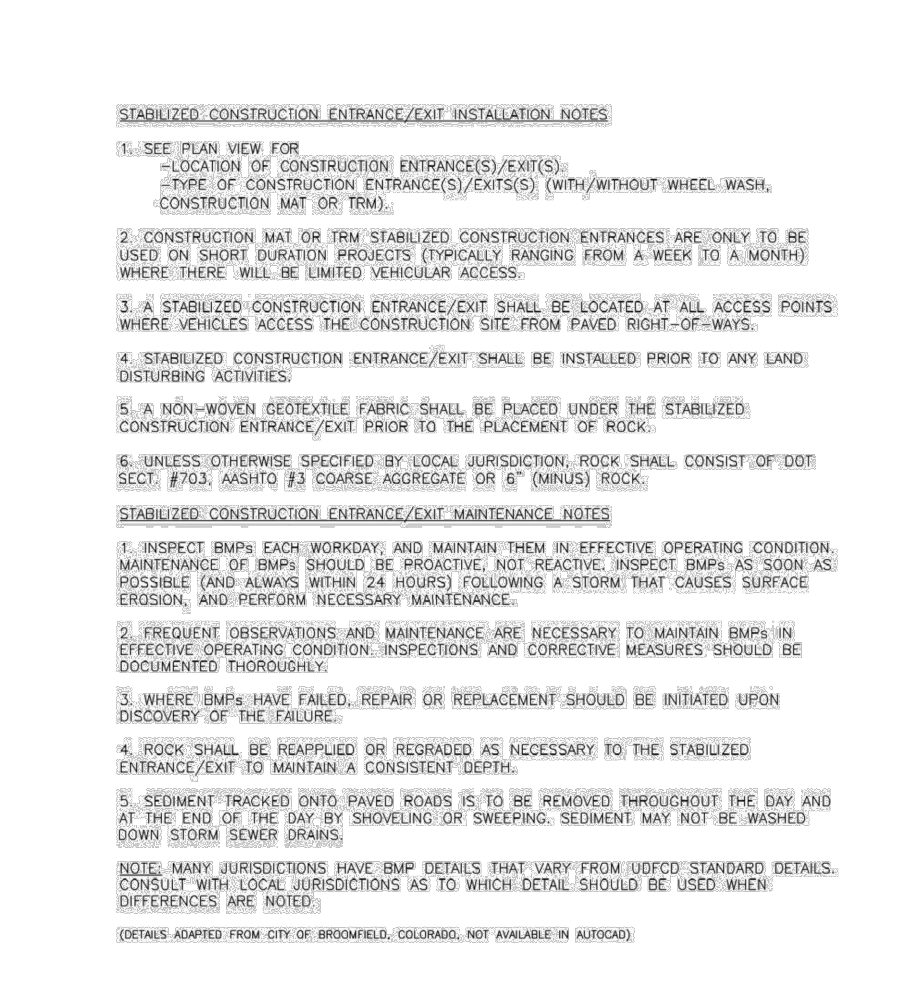 STABILIZED CONSTRUCTION ENTRANCE/EXIT INSTALLATION NOTES
1. SEE PLAN VIEW FOR
-LOCATION OF CONSTRUCTION ENTRANCE(S)/EXIT(S).
-TYPE OF CONSTRUCTION ENTRANCE(S)/EXITS(S) (WITH/WITHOUT WHEEL WASH,
CONSTRUCTION MAT OR TRM).
2. CONSTRUCTION MAT OR TRM STABILIZED CONSTRUCTION ENTRANCES ARE ONLY TO BE
USED ON SHORT DURATION PROJECTS (TYPICALLY RANGING FROM A WEEK TO A MONTH)
WHERE THERE WILL BE LIMITED VEHICULAR ACCESS.
3. A STABILIZED CONSTRUCTION ENTRANCE/EXIT SHALL BE LOCATED AT ALL ACCESS POINTS
WHERE VEHICLES ACCESS THE CONSTRUCTION SITE FROM PAVED RIGHT-OF-WAYS.
4. STABILIZED CONSTRUCTION ENTRANCE/EXIT SHALL BE INSTALLED PRIOR TO ANY LAND
DISTURBING ACTIVITIES.
5. A NON-WOVEN GEOTEXTILE FABRIC SHALL BE PLACED UNDER THE STABILIZED
CONSTRUCTION ENTRANCE/EXIT PRIOR TO THE PLACEMENT OF ROCK.
6. UNLESS OTHERWISE SPECIFIED BY LOCAL JURISDICTION, ROCK SHALL CONSIST OF DOT
SECT. #703, AASHTO #3 COARSE AGGREGATE OR 6" (MINUS) ROCK.
STABILIZED CONSTRUCTION ENTRANCE/EXIT MAINTENANCE NOTES
1. INSPECT BMPs EACH WORKDAY, AND MAINTAIN THEM IN EFFECTIVE OPERATING CONDITION.
MAINTENANCE OF BMPs SHOULD BE PROACTIVE, NOT REACTIVE. INSPECT BMPs AS SOON AS
POSSIBLE (AND ALWAYS WITHIN 24 HOURS) FOLLOWING A STORM THAT CAUSES SURFACE
EROSION, AND PERFORM NECESSARY MAINTENANCE.
2. FREQUENT OBSERVATIONS AND MAINTENANCE ARE NECESSARY TO MAINTAIN BMPs IN
EFFECTIVE OPERATING CONDITION. INSPECTIONS AND CORRECTIVE MEASURES SHOULD BE
DOCUMENTED THOROUGHLY.
3. WHERE BMPs HAVE FAILED, REPAIR OR REPLACEMENT SHOULD BE INITIATED UPON
DISCOVERY OF THE FAILURE.
4. ROCK SHALL BE REAPPLIED OR REGRADED AS NECESSARY TO THE STABILIZED
ENTRANCE/EXIT TO MAINTAIN A CONSISTENT DEPTH.
5. SEDIMENT TRACKED ONTO PAVED ROADS IS TO BE REMOVED THROUGHOUT THE DAY AND
AT THE END OF THE DAY BY SHOVELING OR SWEEPING. SEDIMENT MAY NOT BE WASHED
DOWN STORM SEWER DRAINS.
NOTE: MANY JURISDICTIONS HAVE BMP DETAILS THAT VARY FROM UDFCD STANDARD DETAILS.
CONSULT WITH LOCAL JURISDICTIONS AS TO WHICH DETAIL SHOULD BE USED WHEN
DIFFERENCES ARE NOTED.
(DETAILS ADAPTED FROM CITY OF BROOMFIELD, COLORADO, NOT AVAILABLE IN AUTOCAD)